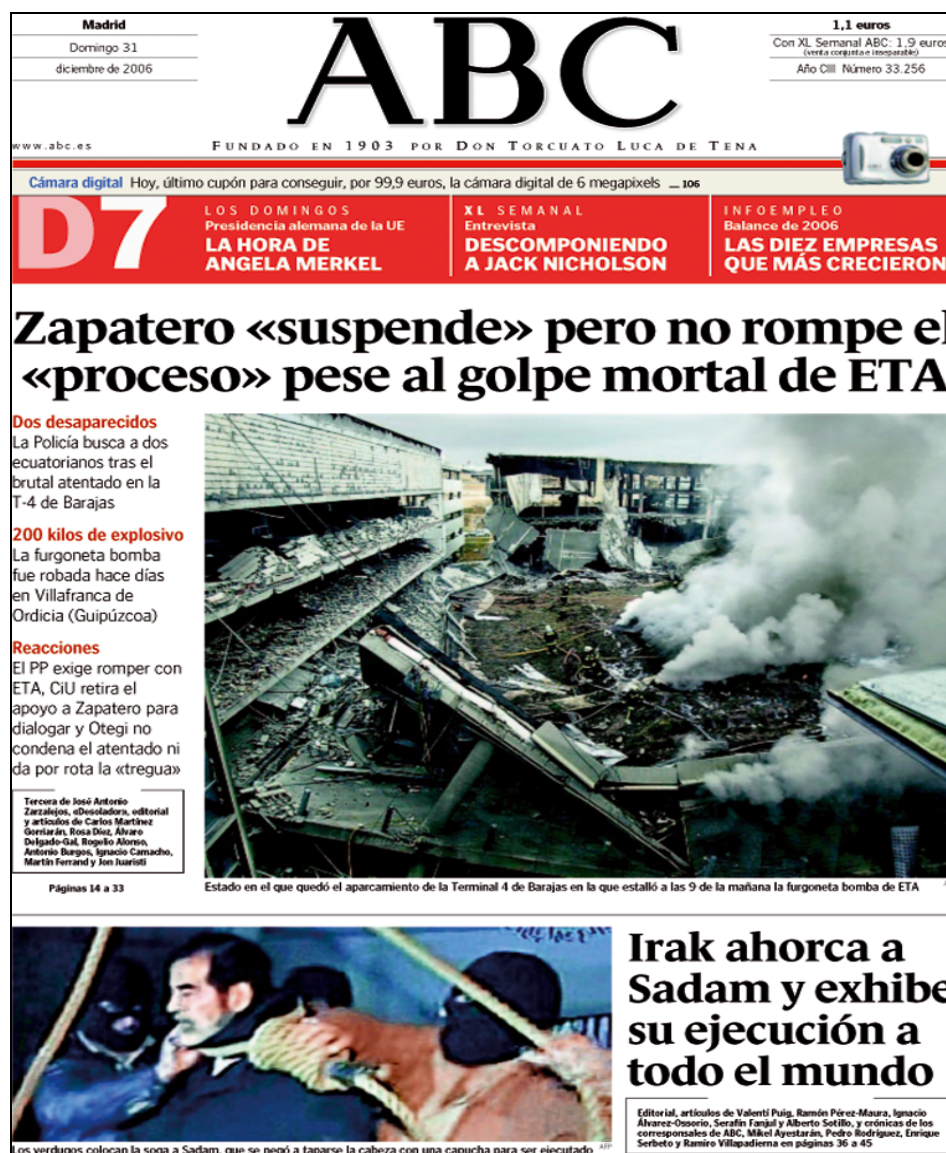 Madrid
Domingo 31
diciembre de 2006
www.abc.es
ABC
FUNDADO EN 1903 POR DON TORCUATO LUCA DE TENA
1,1 euros
Con XL Semanal ABC: 1,9 euros
(venta conjunta e inseparable)
Año CIII Número 33.256
Cámara digital Hoy, último cupón para conseguir, por 99,9 euros, la cámara digital de 6 megapixels _ 106
D7
LOS DOMINGOS
Presidencia alemana de la UE
LA HORA DE
ANGELA MERKEL
XL SEMANAL
Entrevista
DESCOMPONIENDO
A JACK NICHOLSON
INFOEMPLEO
Balance de 2006
LAS DIEZ EMPRESAS
QUE MÁS CRECIERON
Zapatero «suspende» pero no rompe el
«proceso» pese al golpe mortal de ETA
Dos desaparecidos
La Policía busca a dos
ecuatorianos tras el
brutal atentado en la
T-4 de Barajas
200 kilos de explosivo
La furgoneta bomba
fue robada hace días
en Villafranca de
Ordicia (Guipúzcoa)
Reacciones
El PP exige romper con
ETA, CiU retira el
apoyo a Zapatero para
dialogar y Otegi no
condena el atentado ni
da por rota la «tregua»
Tercera de José Antonio
Zarzalejos, «Desolador», editorial
y artículos de Carlos Martínez
Gorriarán, Rosa Díez, Álvaro
Delgado-Gal, Rogelio Alonso,
Antonio Burgos, Ignacio Camacho,
Martín Ferrand y Jon Juaristi
Páginas 14 a 33
Estado en el que quedó el aparcamiento de la Terminal 4 de Barajas en la que estalló a las 9 de la mañana la furgoneta bomba de ETA
Irak ahorca a
Sadam y exhibe
su ejecución a
todo el mundo
Editorial, artículos de Valentí Puig, Ramón Pérez-Maura, Ignacio
Álvarez-Ossorio, Serafín Fanjul y Alberto Sotillo, y crónicas de los
corresponsales de ABC, Mikel Ayestarán, Pedro Rodríguez, Enrique
Serbeto y Ramiro Villapadierna en páginas 36 a 45
Los verdugos colocan la soga a Sadam, que se negó a taparse la cabeza con una capucha para ser ejecutado
AFP